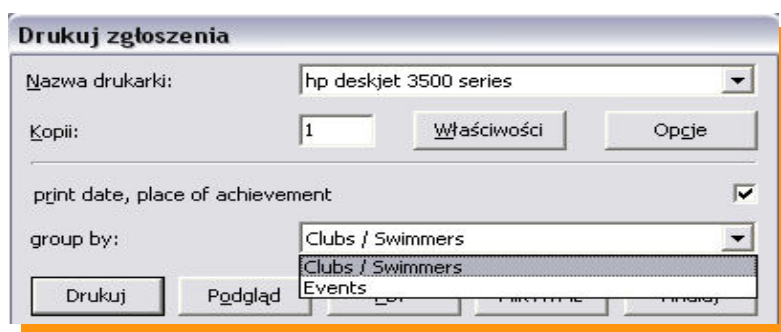 Drukuj zgłoszenia
Nazwa drukarki: hp deskjet 3500 series
Kopii: 1 Właściwości Opcje
print date, place of achievement
group by: Clubs / Swimmers
Clubs / Swimmers
Events
Drukuj Podgląd